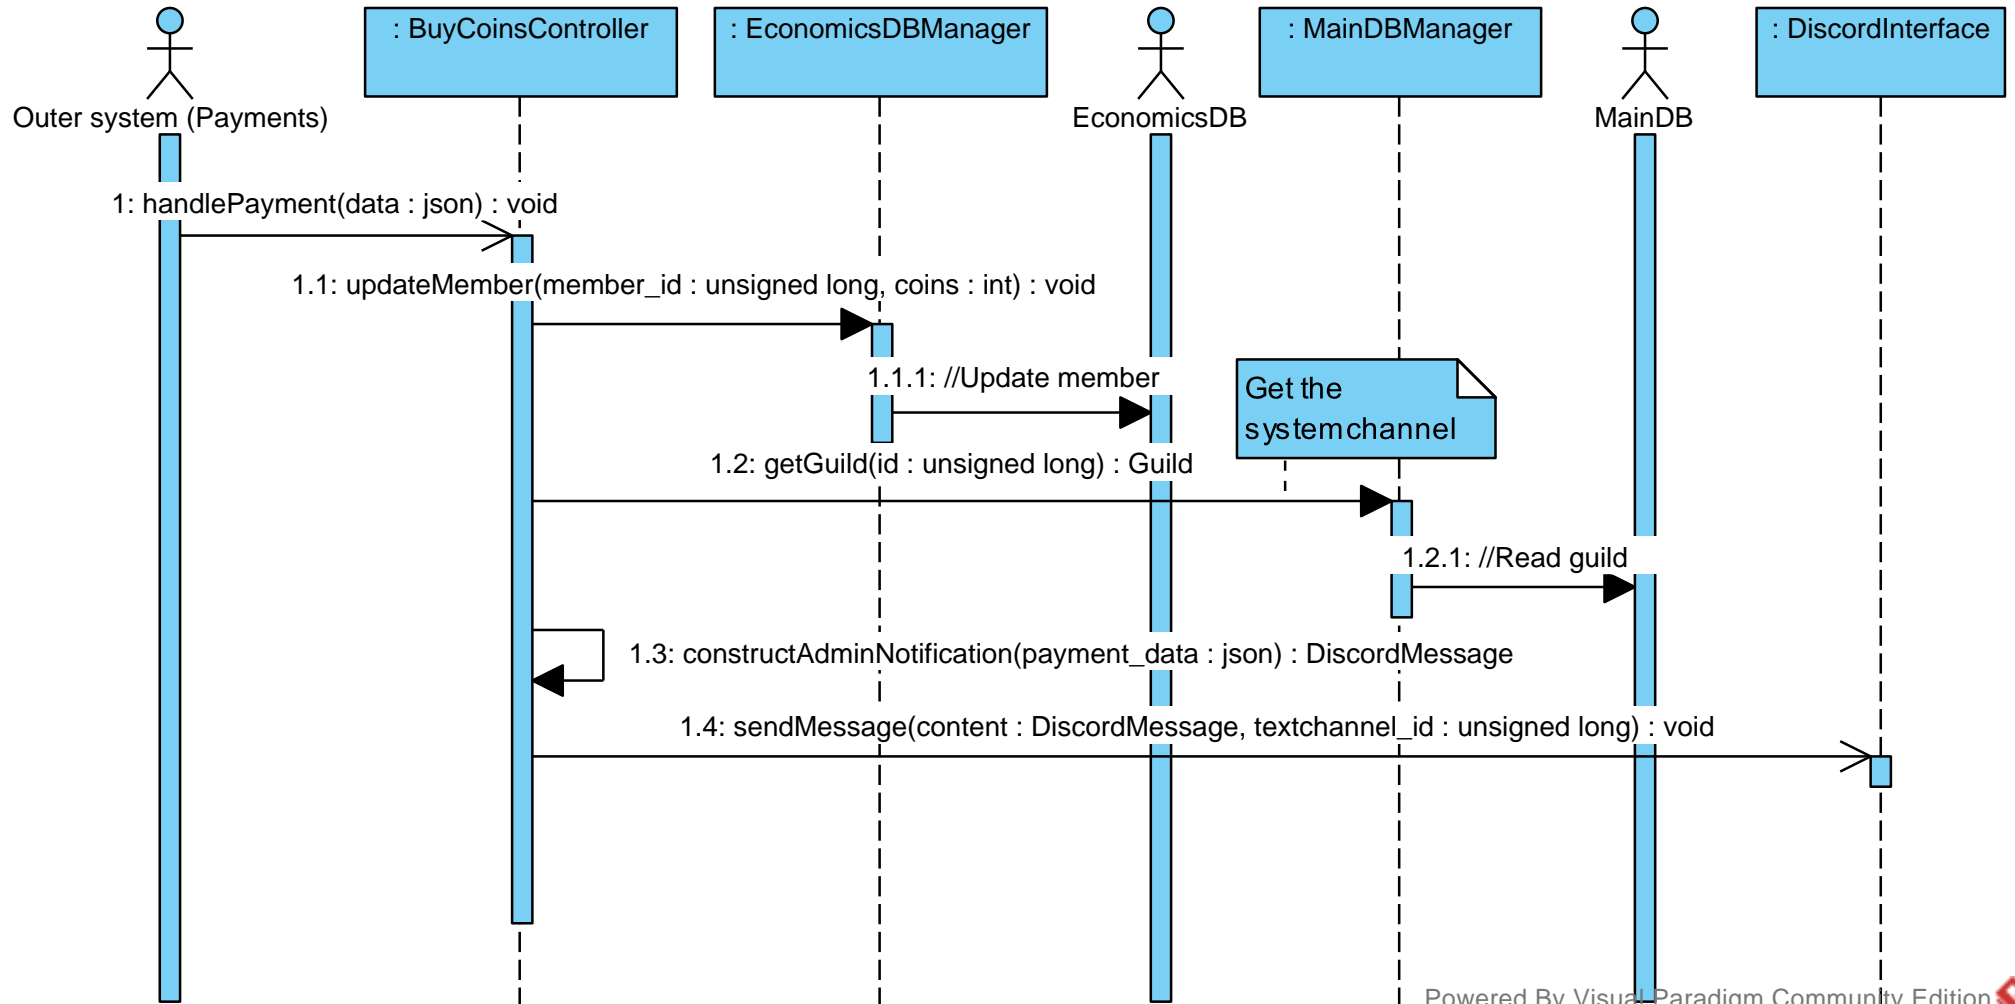 : BuyCoinsController
: EconomicsDBManager
: MainDBManager
: DiscordInterface
Outer system (Payments)
EconomicsDB
MainDB
1: handlePayment(data : json) : void
1.1: updateMember(member_id : unsigned long, coins : int) : void
1.1.1: //Update member
Get the
systemchannel
1.2: getGuild(id : unsigned long) : Guild
1.2.1: //Read guild
1.3: constructAdminNotification(payment_data : json) : DiscordMessage
1.4: sendMessage(content : DiscordMessage, textchannel_id : unsigned long) : void
Powered By Visual Paradigm Community Edition